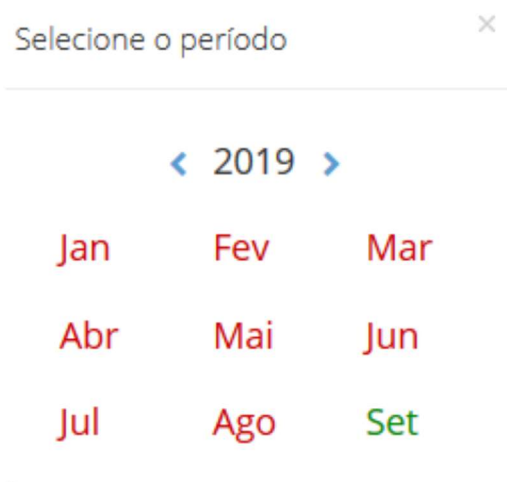 Selecione o período ×
‹ 2019 ›
Jan Fev Mar
Abr Mai Jun
Jul Ago Set